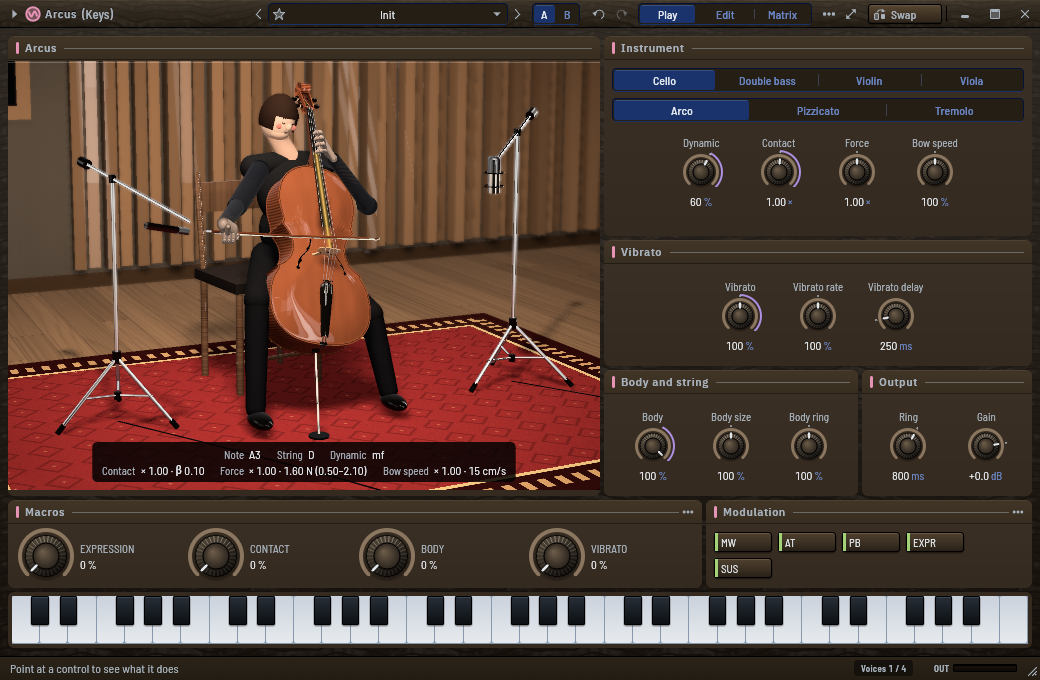 Arcus (Keys)
Init
A B
Play Edit Matrix
Swap
Arcus
Instrument
Cello Double bass Violin Viola
Arco Pizzicato Tremolo
Dynamic Contact Force Bow speed
60 % 1.00 × 1.00 × 100 %
Vibrato
Vibrato Vibrato rate Vibrato delay
100 % 100 % 250 ms
Body and string
Body Body size Body ring
100 % 100 % 100 %
Output
Ring Gain
800 ms +0.0 dB
Note A3 String D Dynamic mf
Contact × 1.00 · β 0.10 Force × 1.00 · 1.60 N (0.50–2.10) Bow speed × 1.00 · 15 cm/s
Macros
EXPRESSION
0 %
CONTACT
0 %
BODY
0 %
VIBRATO
0 %
Modulation
MW AT PB EXPR
SUS
Point at a control to see what it does
Voices 1 / 4
OUT